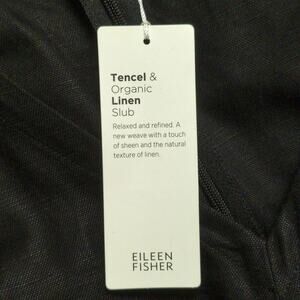 Tencel &
Organic
Linen
Slub
Relaxed and refined. A
new weave with a touch
of sheen and the natural
texture of linen.
EILEEN
FISHER